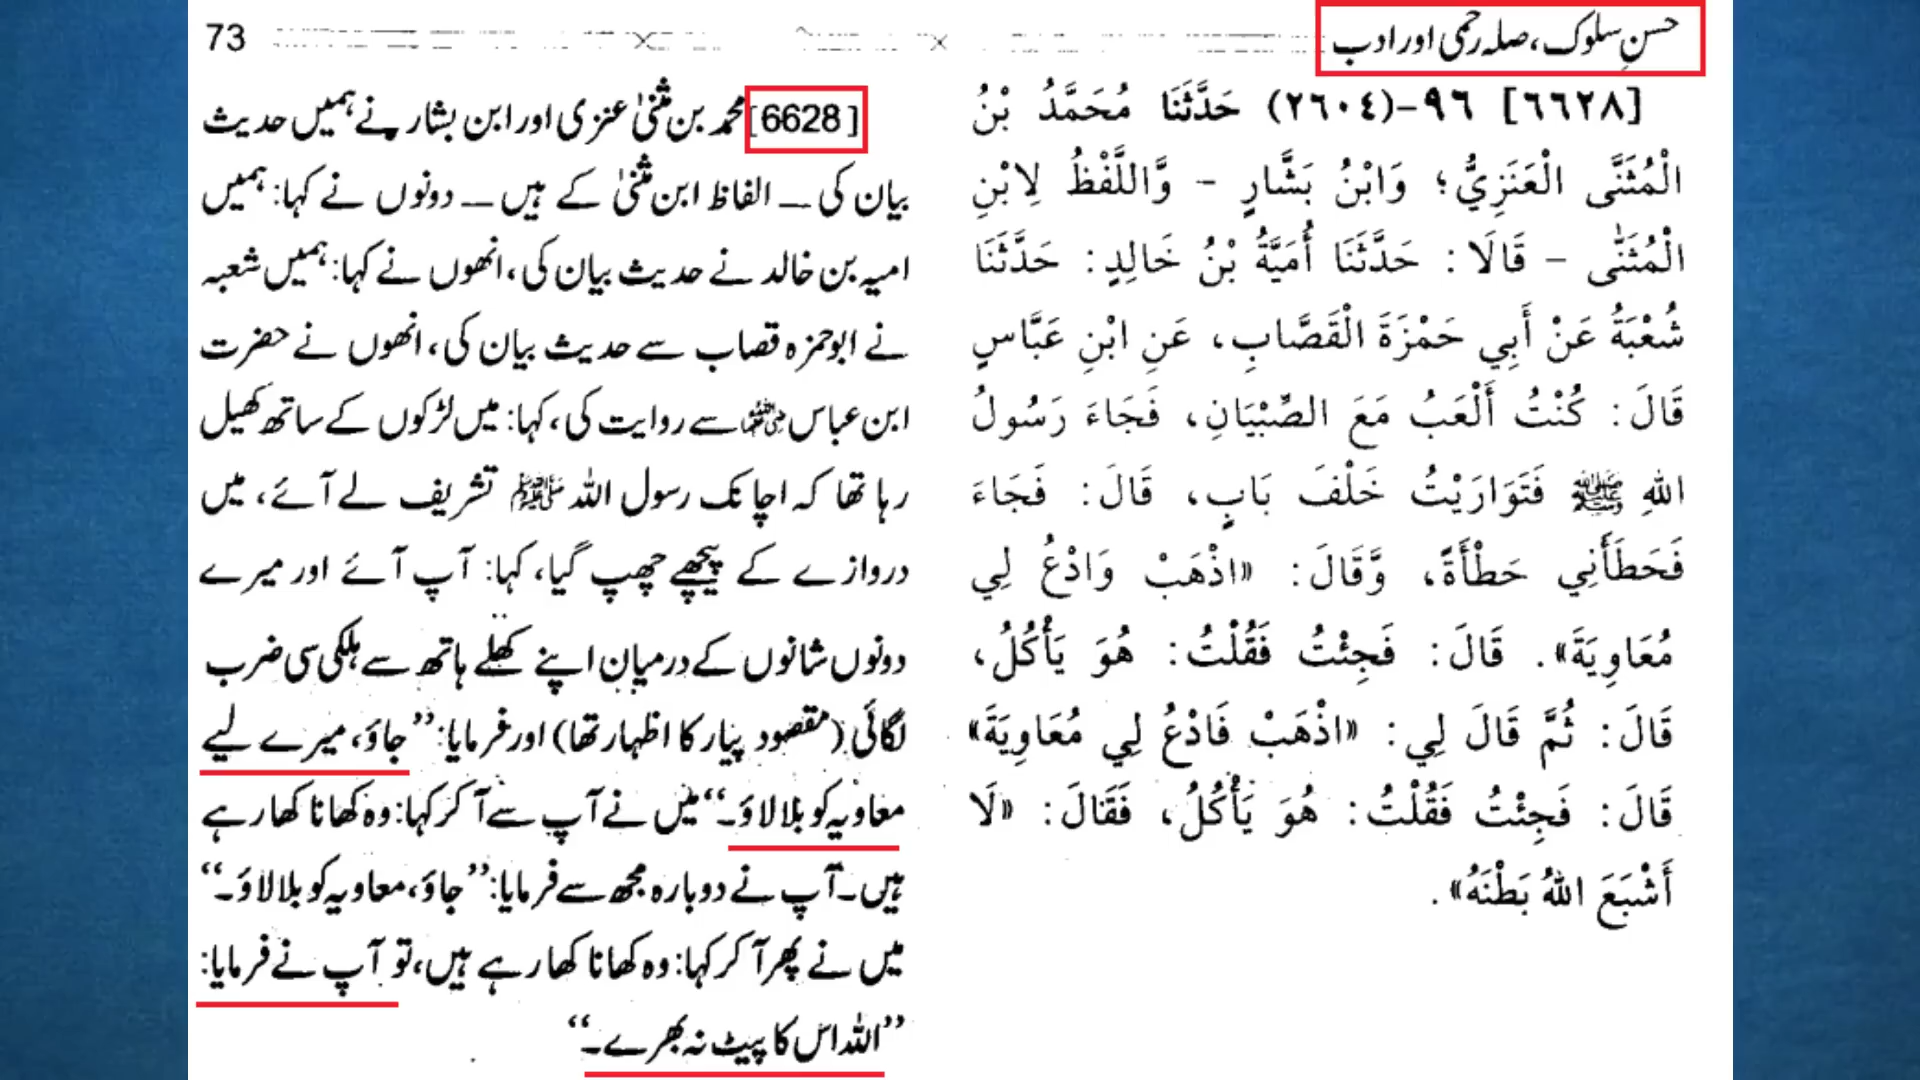 حسنِ سلوک، صلہ رحمی اور ادب
73
[٦٦٢٨] ٩٦-(٢٦٠٤) حَدَّثَنَا مُحَمَّدُ بْنُ
الْمُثَنَّى الْعَنَزِيُّ؛ وَابْنُ بَشَّارٍ - وَّاللَّفْظُ لِابْنِ
الْمُثَنّٰى - قَالَا: حَدَّثَنَا أُمَيَّةُ بْنُ خَالِدٍ: حَدَّثَنَا
شُعْبَةُ عَنْ أَبِي حَمْزَةَ الْقَصَّابِ، عَنِ ابْنِ عَبَّاسٍ
قَالَ: كُنْتُ أَلْعَبُ مَعَ الصِّبْيَانِ، فَجَاءَ رَسُولُ
اللهِ ﷺ فَتَوَارَيْتُ خَلْفَ بَابٍ، قَالَ: فَجَاءَ
فَحَطَأَنِي حَطْأَةً، وَّقَالَ: «اذْهَبْ وَادْعُ لِي
مُعَاوِيَةَ». قَالَ: فَجِئْتُ فَقُلْتُ: هُوَ يَأْكُلُ،
قَالَ: ثُمَّ قَالَ لِي: «اذْهَبْ فَادْعُ لِي مُعَاوِيَةَ»
قَالَ: فَجِئْتُ فَقُلْتُ: هُوَ يَأْكُلُ، فَقَالَ: «لَا
أَشْبَعَ اللهُ بَطْنَهُ».
[6628] محمد بن مثنیٰ عنزی اور ابن بشار نے ہمیں حدیث
بیان کی ــ الفاظ ابن مثنیٰ کے ہیں ــ دونوں نے کہا: ہمیں
امیہ بن خالد نے حدیث بیان کی، انھوں نے کہا: ہمیں شعبہ
نے ابوحمزہ قصاب سے حدیث بیان کی، انھوں نے حضرت
ابن عباس رضی اللہ عنہما سے روایت کی، کہا: میں لڑکوں کے ساتھ کھیل
رہا تھا کہ اچانک رسول اللہ ﷺ تشریف لے آئے، میں
دروازے کے پیچھے چھپ گیا، کہا: آپ آئے اور میرے
دونوں شانوں کے درمیان اپنے کھلے ہاتھ سے ہلکی سی ضرب
لگائی (مقصود پیار کا اظہار تھا) اور فرمایا: ’’جاؤ، میرے لیے
معاویہ کو بلا لاؤ۔‘‘ میں نے آپ سے آ کر کہا: وہ کھانا کھا رہے
ہیں۔ آپ نے دوبارہ مجھ سے فرمایا: ’’جاؤ، معاویہ کو بلا لاؤ۔‘‘
میں نے پھر آ کر کہا: وہ کھانا کھا رہے ہیں، تو آپ نے فرمایا:
’’اللہ اس کا پیٹ نہ بھرے۔‘‘